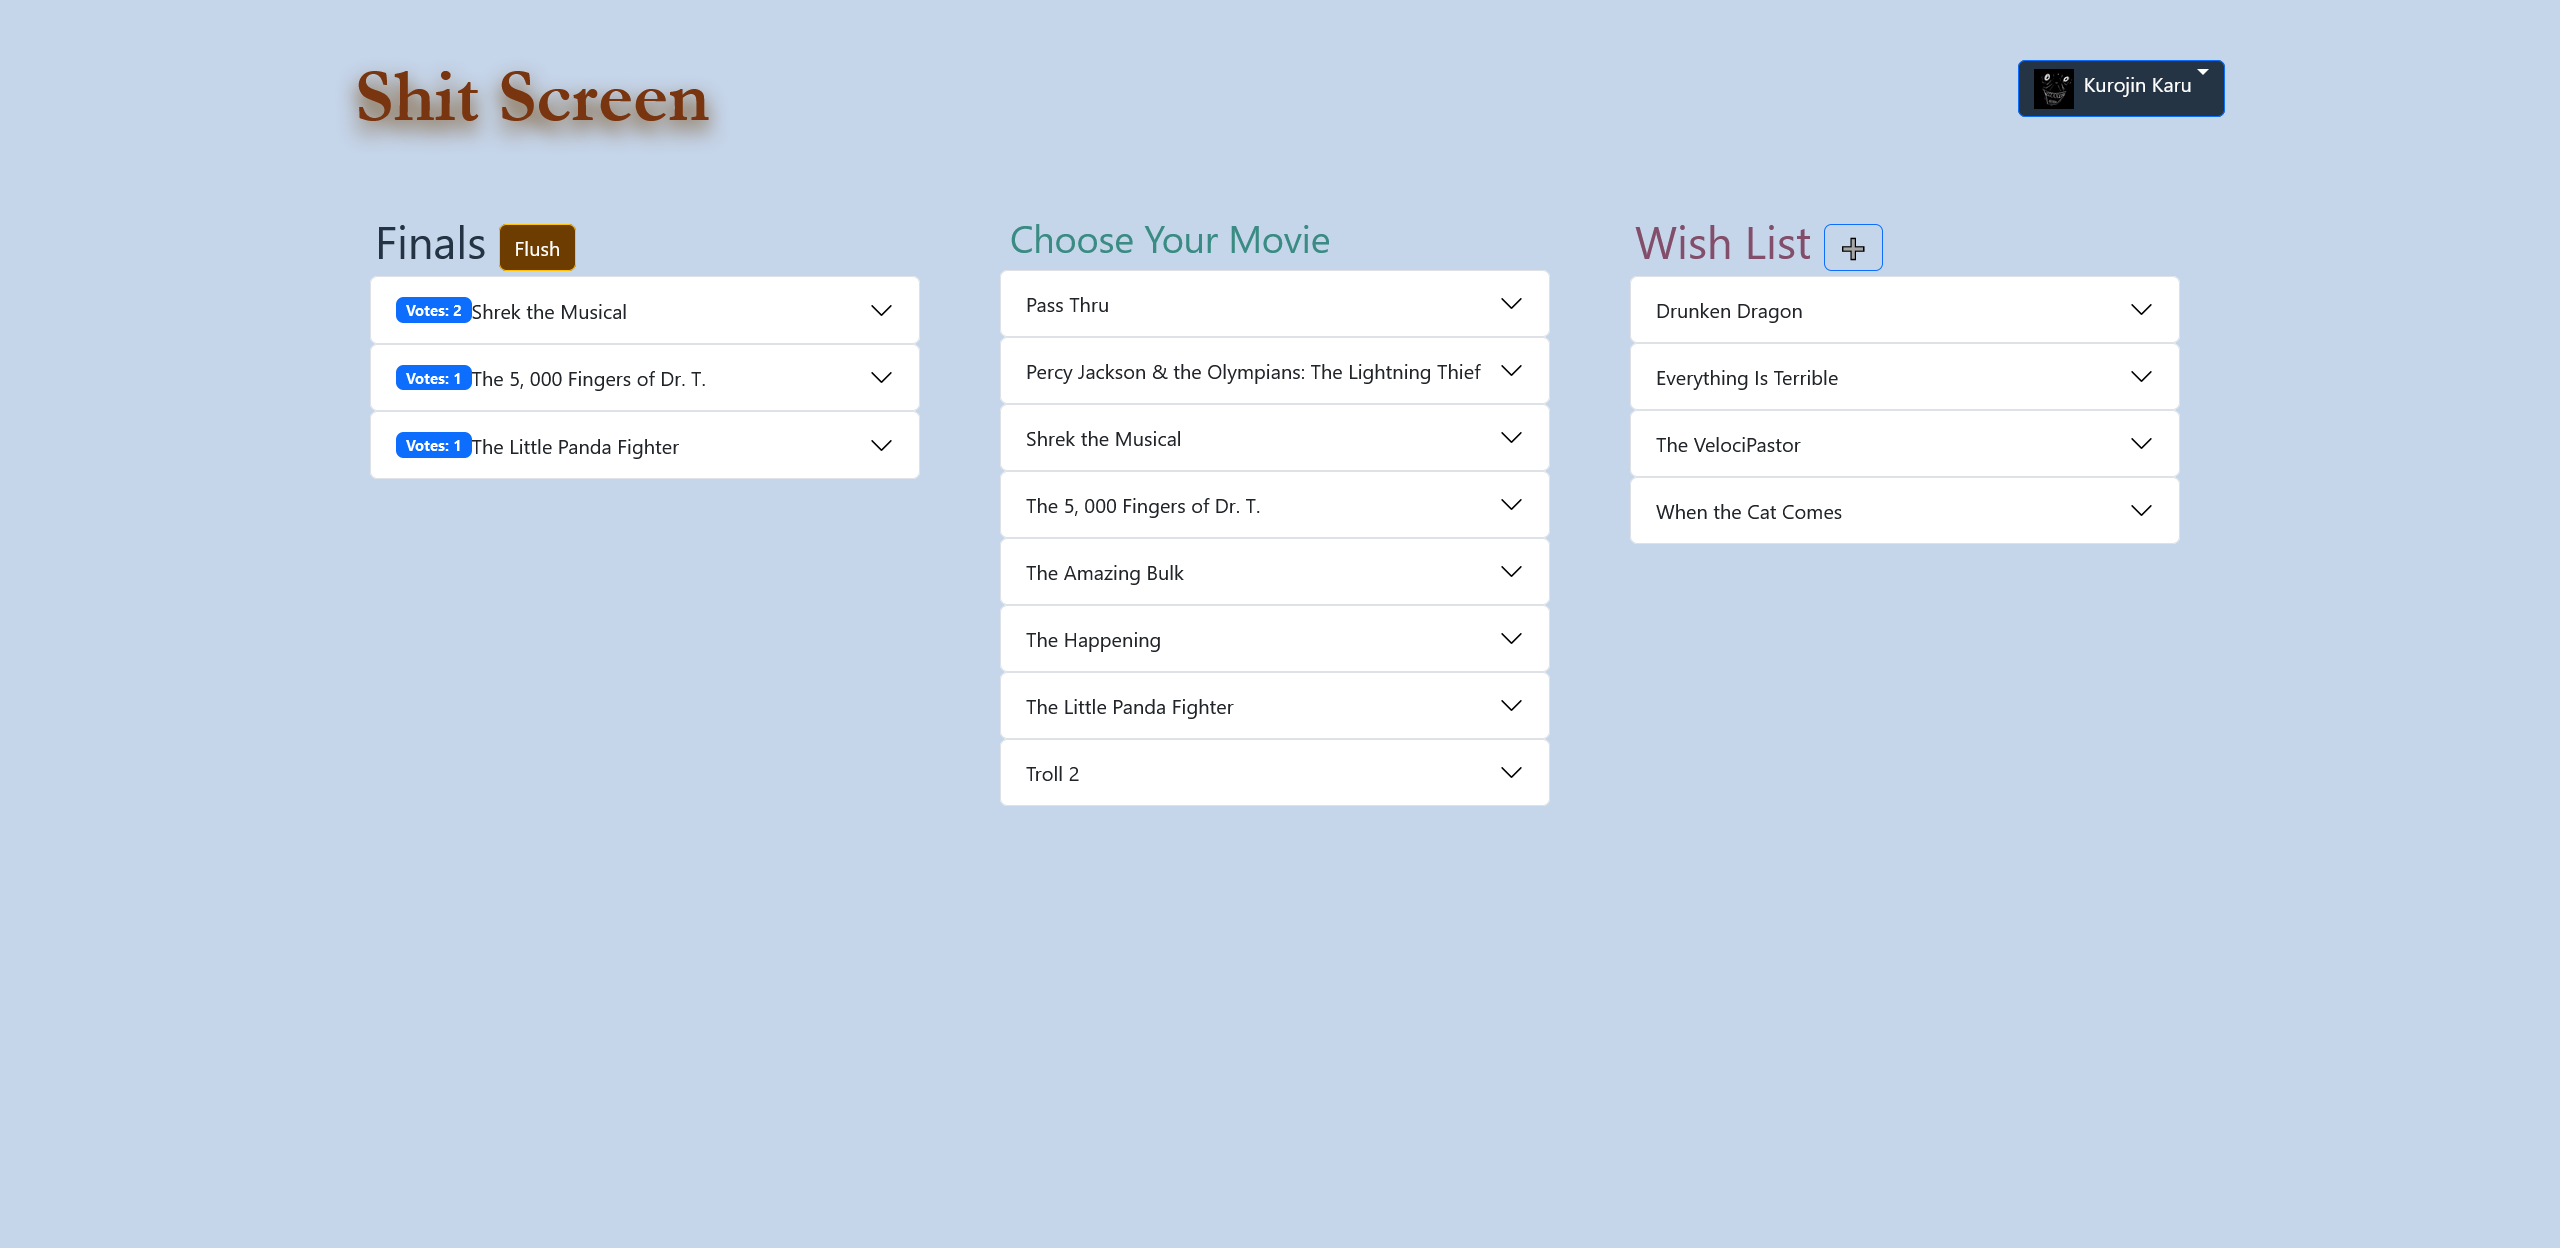 Shit Screen
Kurojin Karu
Finals Flush
Votes: 2 Shrek the Musical
Votes: 1 The 5, 000 Fingers of Dr. T.
Votes: 1 The Little Panda Fighter
Choose Your Movie
Pass Thru
Percy Jackson & the Olympians: The Lightning Thief
Shrek the Musical
The 5, 000 Fingers of Dr. T.
The Amazing Bulk
The Happening
The Little Panda Fighter
Troll 2
Wish List
Drunken Dragon
Everything Is Terrible
The VelociPastor
When the Cat Comes